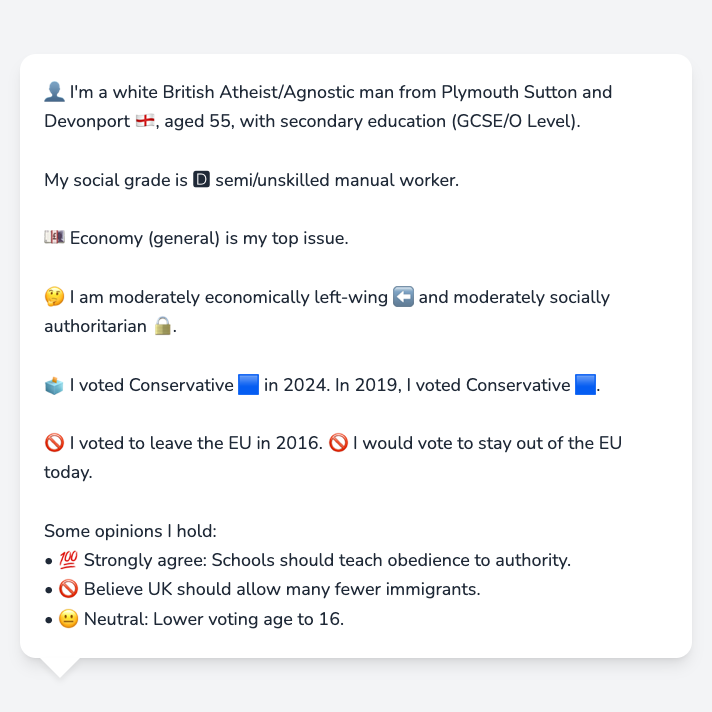 👤 I'm a white British Atheist/Agnostic man from Plymouth Sutton and
Devonport 🏴󠁧󠁢󠁥󠁮󠁧󠁿, aged 55, with secondary education (GCSE/O Level).
My social grade is 🅳 semi/unskilled manual worker.
💷 Economy (general) is my top issue.
🤔 I am moderately economically left-wing ⬅️ and moderately socially
authoritarian 🔒.
🗳️ I voted Conservative 🟦 in 2024. In 2019, I voted Conservative 🟦.
🚫 I voted to leave the EU in 2016. 🚫 I would vote to stay out of the EU
today.
Some opinions I hold:
• 💯 Strongly agree: Schools should teach obedience to authority.
• 🚫 Believe UK should allow many fewer immigrants.
• 😐 Neutral: Lower voting age to 16.